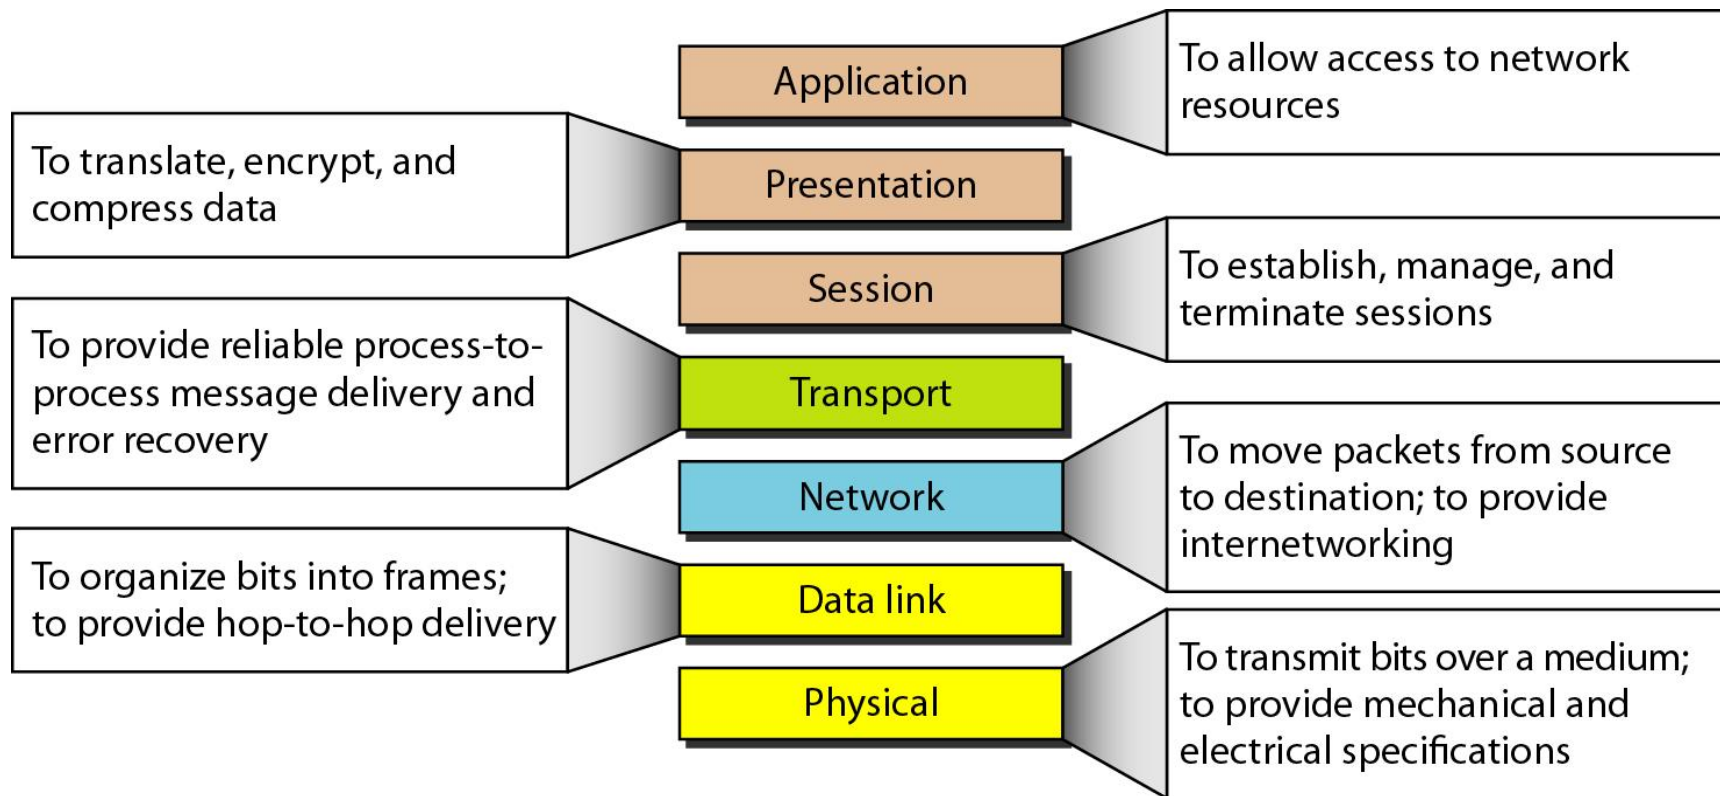 Application
To allow access to network
resources
To translate, encrypt, and
compress data
Presentation
Session
To establish, manage, and
terminate sessions
To provide reliable process-to-
process message delivery and
error recovery
Transport
Network
To move packets from source
to destination; to provide
internetworking
To organize bits into frames;
to provide hop-to-hop delivery
Data link
Physical
To transmit bits over a medium;
to provide mechanical and
electrical specifications